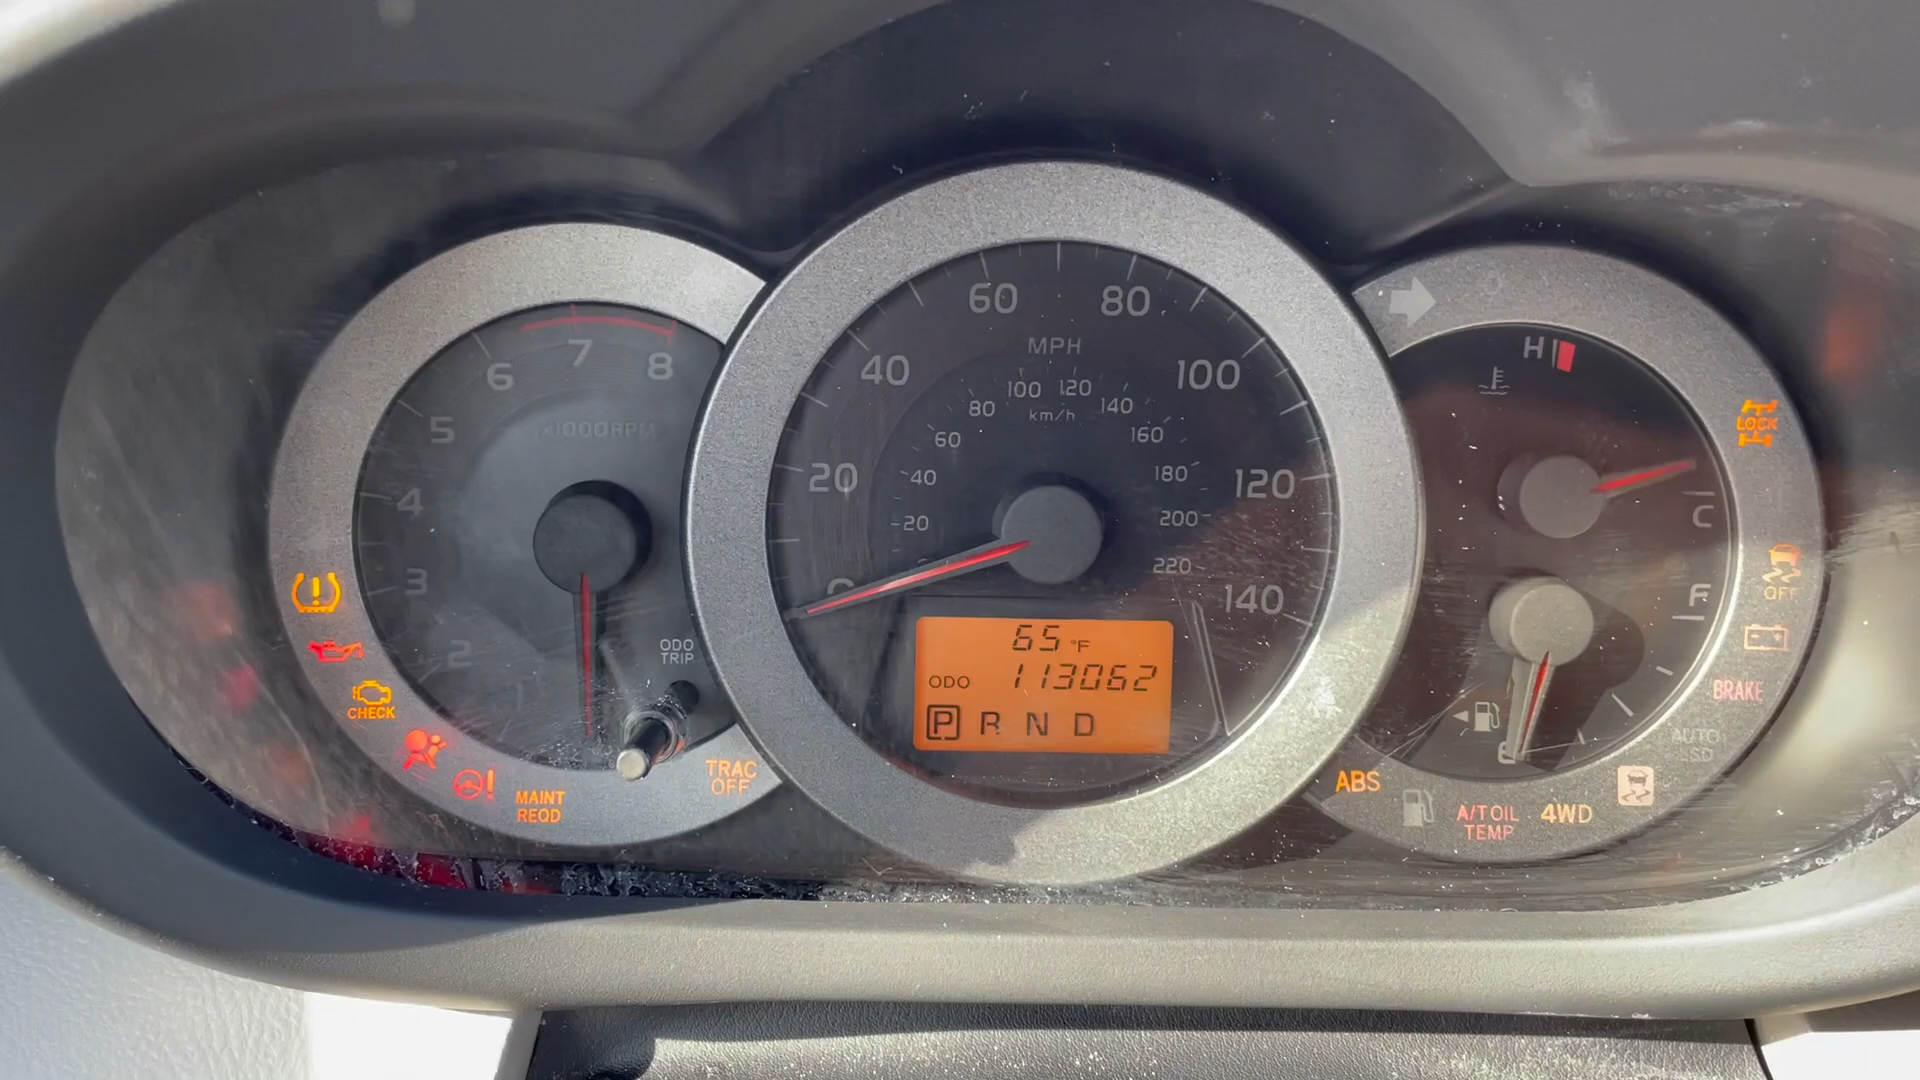 7
8
6
x1000RPM
5
4
3
2
1
ODO
TRIP
CHECK
MAINT
REQD
TRAC
OFF
60
80
MPH
40
100
100
120
80
km/h
140
60
160
20
40
180
120
20
200
220
0
140
65 °F
ODO 113062
P R N D
H
LOCK
C
F
OFF
BRAKE
AUTO
LSD
E
ABS
A/T OIL
TEMP
4WD